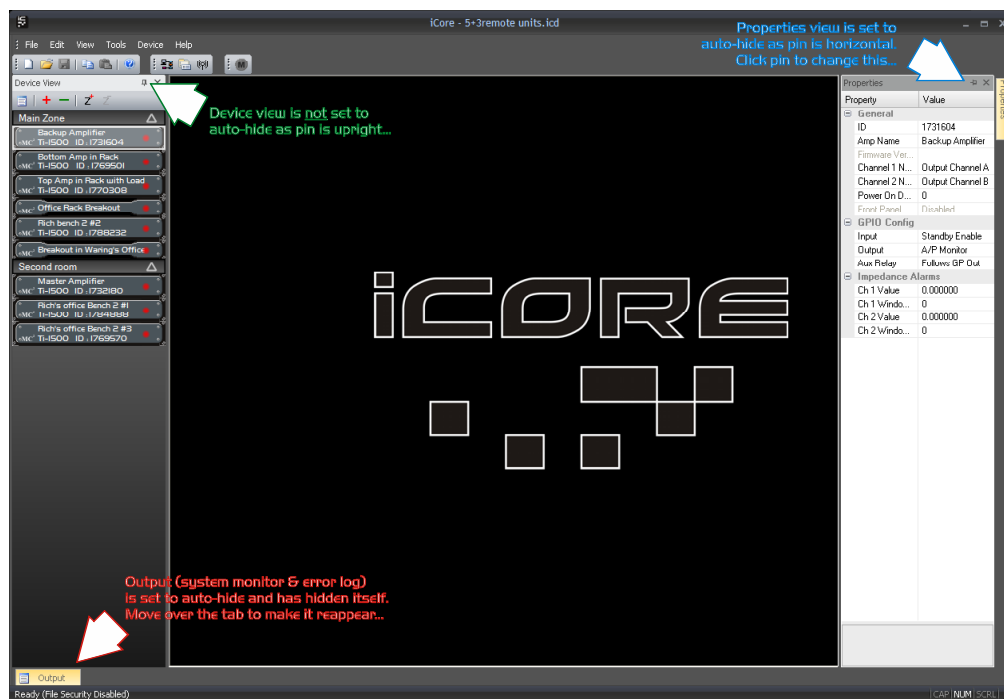 iCore - 5+3remote units.icd
File Edit View Tools Device Help
Properties view is set to
auto-hide as pin is horizontal.
Click pin to change this...
Device View
Main Zone
Backup Amplifier
Ti-1500 ID : 1731604
Bottom Amp in Rack
Ti-1500 ID : 1769501
Top Amp in Rack with Load
Ti-1500 ID : 1770308
Office Rack Breakout
Rich bench 2 #2
Ti-1500 ID : 1788232
Breakout in Waring's Office
Second room
Master Amplifier
Ti-1500 ID : 1732180
Rich's office Bench 2 #1
Ti-1500 ID : 1784888
Rich's office Bench 2 #3
Ti-1500 ID : 1769570
Device view is not set to
auto-hide as pin is upright...
iCORE
Output (system monitor & error log)
is set to auto-hide and has hidden itself.
Move over the tab to make it reappear...
Properties
Property Value
General
ID 1731604
Amp Name Backup Amplifier
Firmware Ver...
Channel 1 N... Output Channel A
Channel 2 N... Output Channel B
Power On D... 0
Front Panel Disabled
GPIO Config
Input Standby Enable
Output A/P Monitor
Aux Relay Follows GP Out
Impedance Alarms
Ch 1 Value 0.000000
Ch 1 Windo... 0
Ch 2 Value 0.000000
Ch 2 Windo... 0
Properties
Output
Ready (File Security Disabled)
CAP NUM SCRL